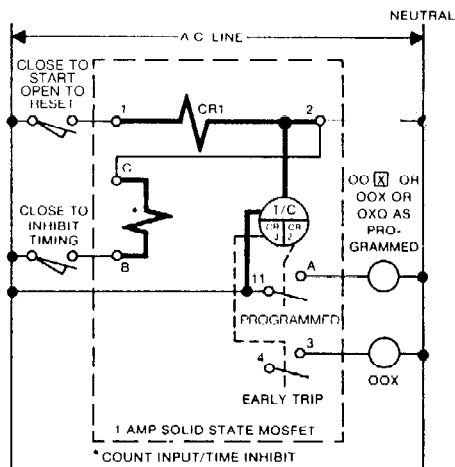 NEUTRAL
A.C. LINE
CLOSE TO
START
OPEN TO
RESET
1
CR1
2
C
*
CLOSE TO
INHIBIT
TIMING
B
T/C
CR
CR
2
OO X OR
OOX OR
OXO AS
PRO-
GRAMMED
11
A
PROGRAMMED
3
4
OOX
EARLY TRIP
1 AMP SOLID STATE MOSFET
*COUNT INPUT/TIME INHIBIT